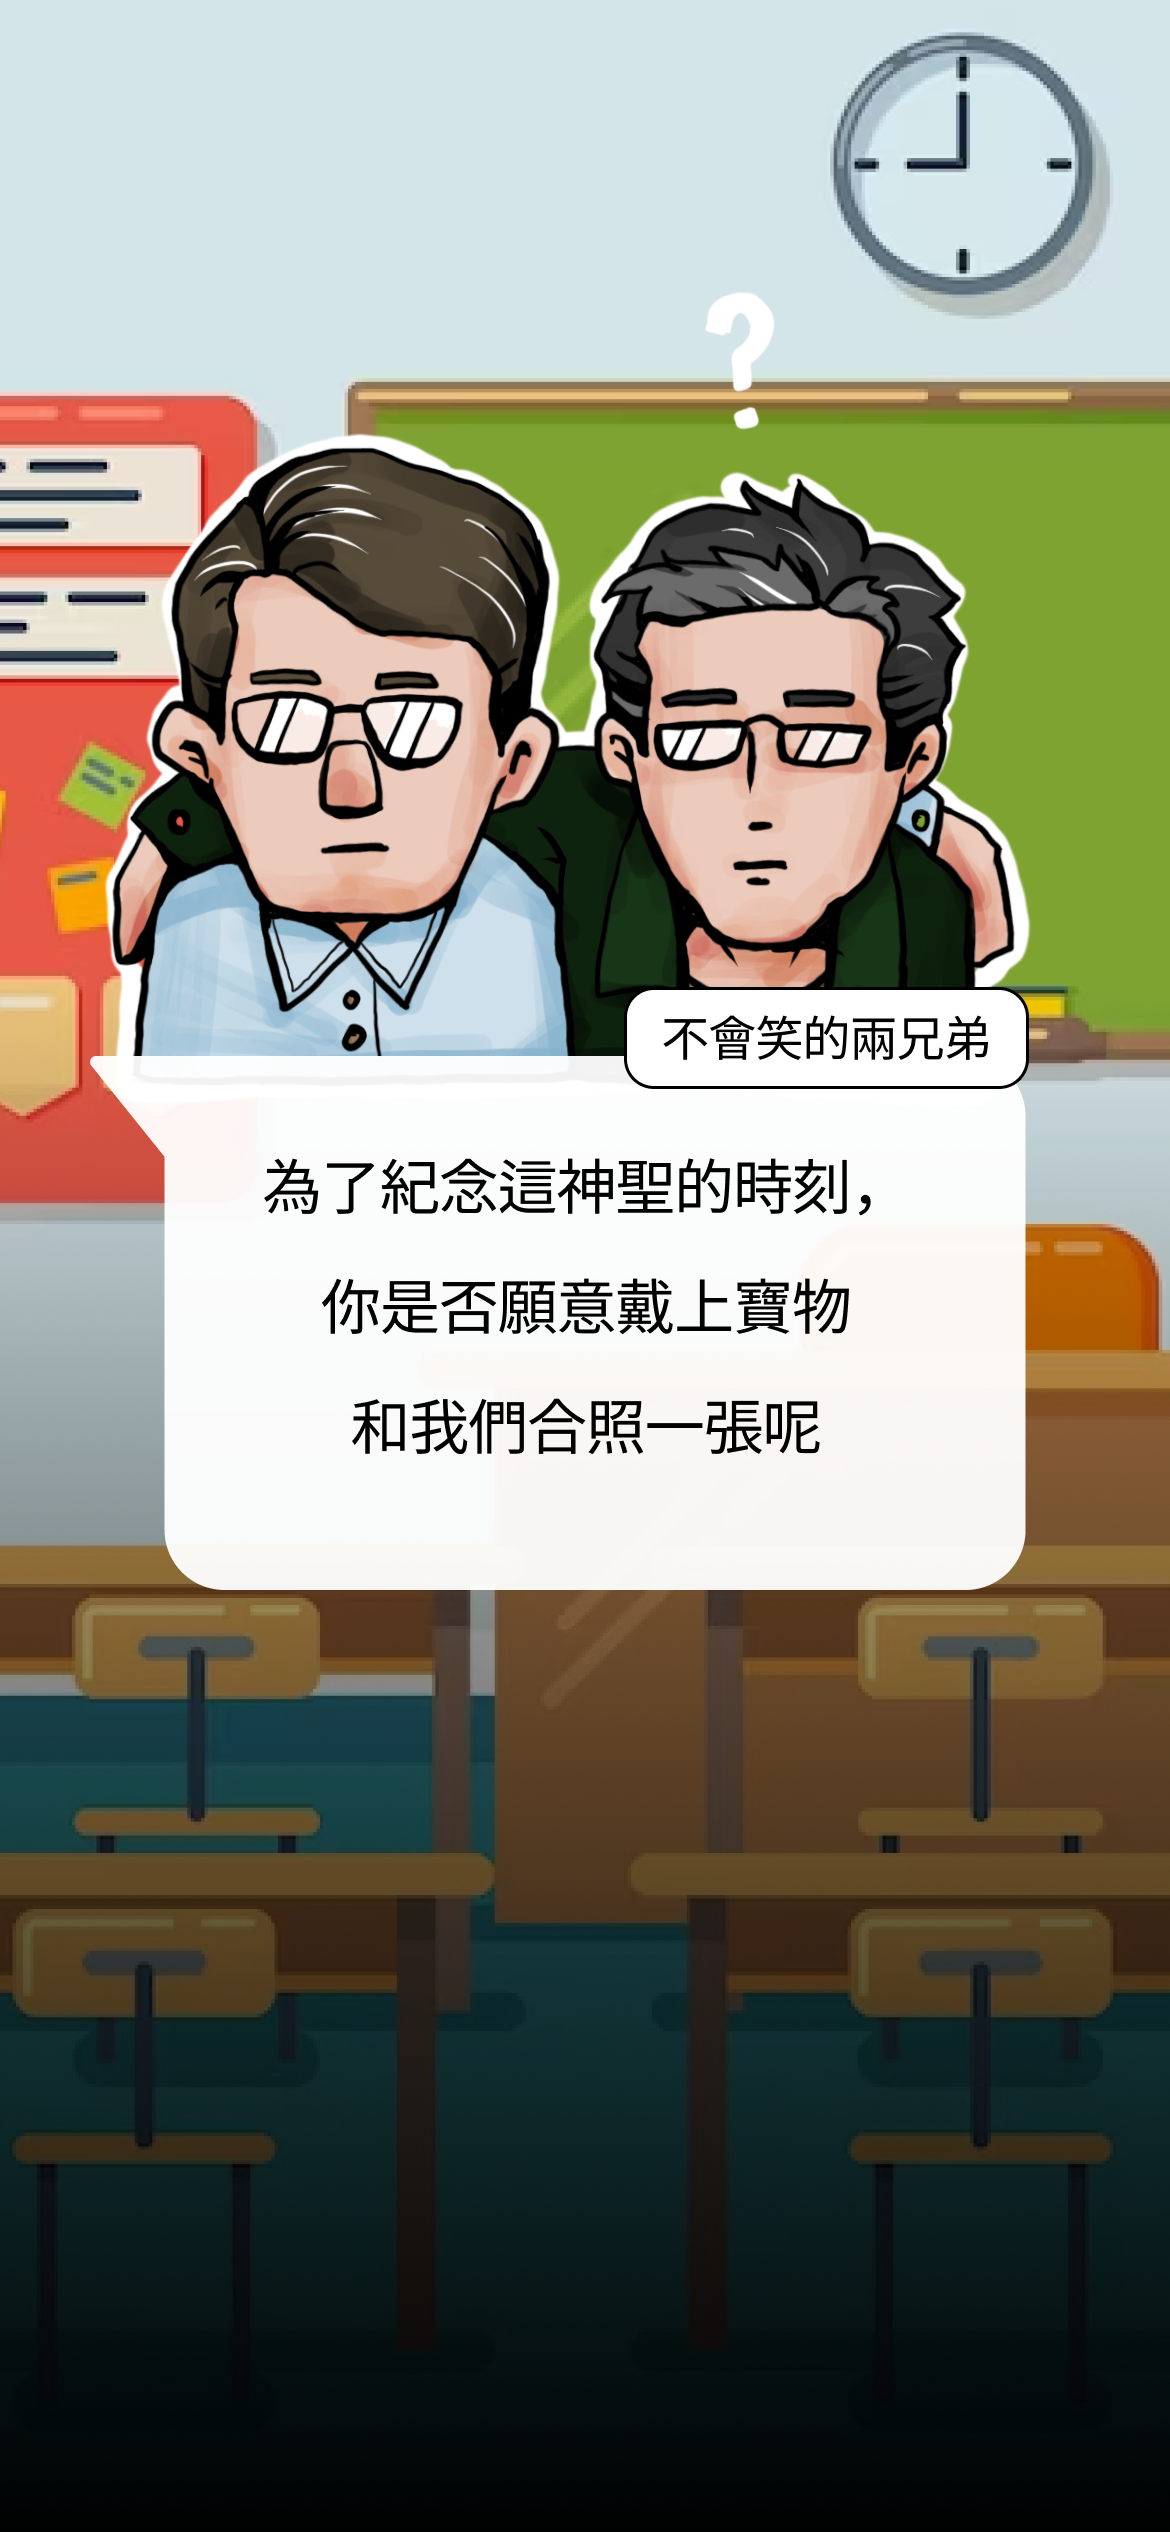 ?
不會笑的兩兄弟
為了紀念這神聖的時刻，
你是否願意戴上寶物
和我們合照一張呢